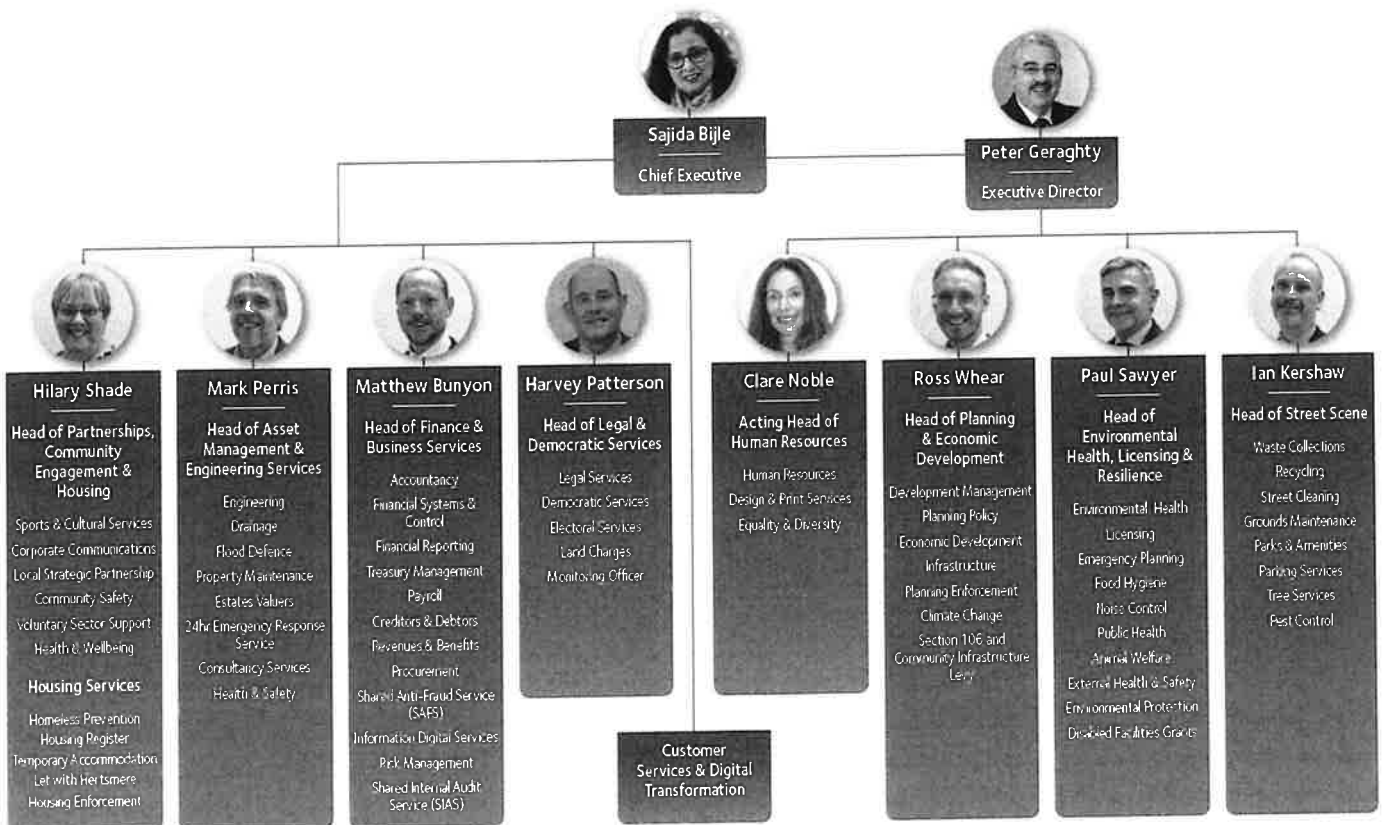 Sajida Bijle
Chief Executive
Peter Geraghty
Executive Director
Hilary Shade
Head of Partnerships,
Community
Engagement &
Housing
Sports & Cultural Services
Corporate Communications
Local Strategic Partnership
Community Safety
Voluntary Sector Support
Health & Wellbeing
Housing Services
Homeless Prevention
Housing Register
Temporary Accommodation
Let with Hertsmere
Housing Enforcement
Mark Perris
Head of Asset
Management &
Engineering Services
Engineering
Drainage
Flood Defence
Property Maintenance
Estates Valuers
24hr Emergency Response
Service
Consultancy Services
Health & Safety
Matthew Bunyon
Head of Finance &
Business Services
Accountancy
Financial Systems &
Control
Financial Reporting
Treasury Management
Payroll
Creditors & Debtors
Revenues & Benefits
Procurement
Shared Anti-Fraud Service
(SAFS)
Information Digital Services
Risk Management
Shared Internal Audit
Service (SIAS)
Harvey Patterson
Head of Legal &
Democratic Services
Legal Services
Democratic Services
Electoral Services
Land Charges
Monitoring Officer
Customer
Services & Digital
Transformation
Clare Noble
Acting Head of
Human Resources
Human Resources
Design & Print Services
Equality & Diversity
Ross Whear
Head of Planning
& Economic
Development
Development Management
Planning Policy
Economic Development
Infrastructure
Planning Enforcement
Climate Change
Section 106 and
Community Infrastructure
Levy
Paul Sawyer
Head of
Environmental
Health, Licensing &
Resilience
Environmental Health
Licensing
Emergency Planning
Food Hygiene
Noise Control
Public Health
Animal Welfare
External Health & Safety
Environmental Protection
Disabled Facilities Grants
Ian Kershaw
Head of Street Scene
Waste Collections
Recycling
Street Cleaning
Grounds Maintenance
Parks & Amenities
Parking Services
Tree Services
Pest Control